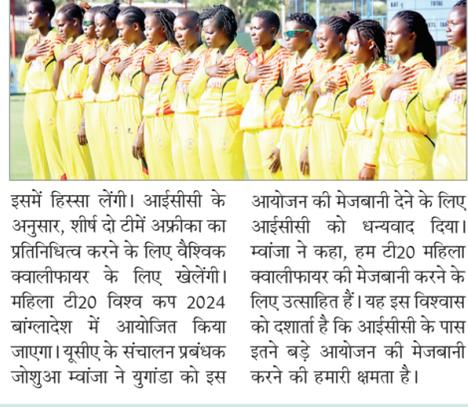 इसमें हिस्सा लेंगी। आईसीसी के
अनुसार, शीर्ष दो टीमें अफ्रीका का
प्रतिनिधित्व करने के लिए वैश्विक
क्वालीफायर के लिए खेलेंगी।
महिला टी20 विश्व कप 2024
बांग्लादेश में आयोजित किया
जाएगा। यूसीए के संचालन प्रबंधक
जोशुआ म्वांजा ने युगांडा को इस
आयोजन की मेजबानी देने के लिए
आईसीसी को धन्यवाद दिया।
म्वांजा ने कहा, हम टी20 महिला
क्वालीफायर की मेजबानी करने के
लिए उत्साहित हैं। यह इस विश्वास
को दर्शाता है कि आईसीसी के पास
इतने बड़े आयोजन की मेजबानी
करने की हमारी क्षमता है।